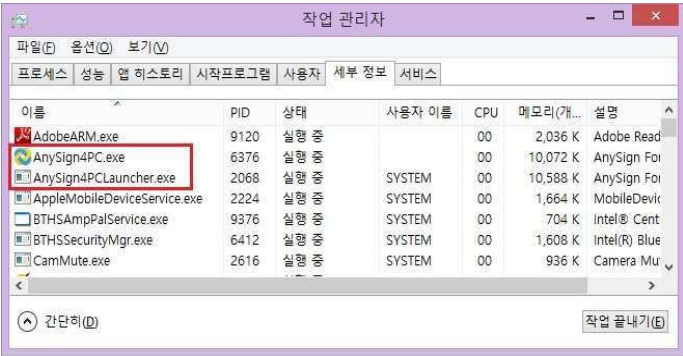 작업 관리자
파일(F) 옵션(O) 보기(V)
프로세스 성능 앱 히스토리 시작프로그램 사용자 세부 정보 서비스
이름 PID 상태 사용자 이름 CPU 메모리(개... 설명
AdobeARM.exe 9120 실행 중 00 2,036 K Adobe Read
AnySign4PC.exe 6376 실행 중 00 10,072 K AnySign For
AnySign4PCLauncher.exe 2068 실행 중 SYSTEM 00 10,588 K AnySign For
AppleMobileDeviceService.exe 2224 실행 중 SYSTEM 00 1,664 K MobileDevic
BTHSAmpPalService.exe 9376 실행 중 SYSTEM 00 704 K Intel® Cent
BTHSSecurityMgr.exe 6412 실행 중 SYSTEM 00 1,608 K Intel(R) Blue
CamMute.exe 2616 실행 중 SYSTEM 00 936 K Camera Mu
간단히(D) 작업 끝내기(E)